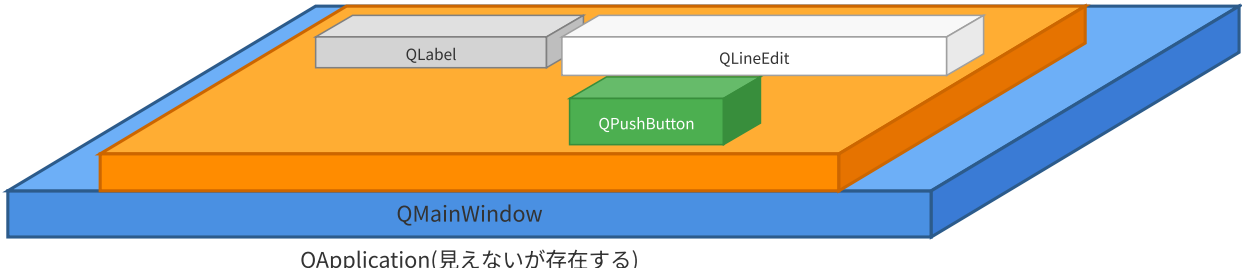 QLabel
QLineEdit
QPushButton
QMainWindow
QApplication(見えないが存在する)